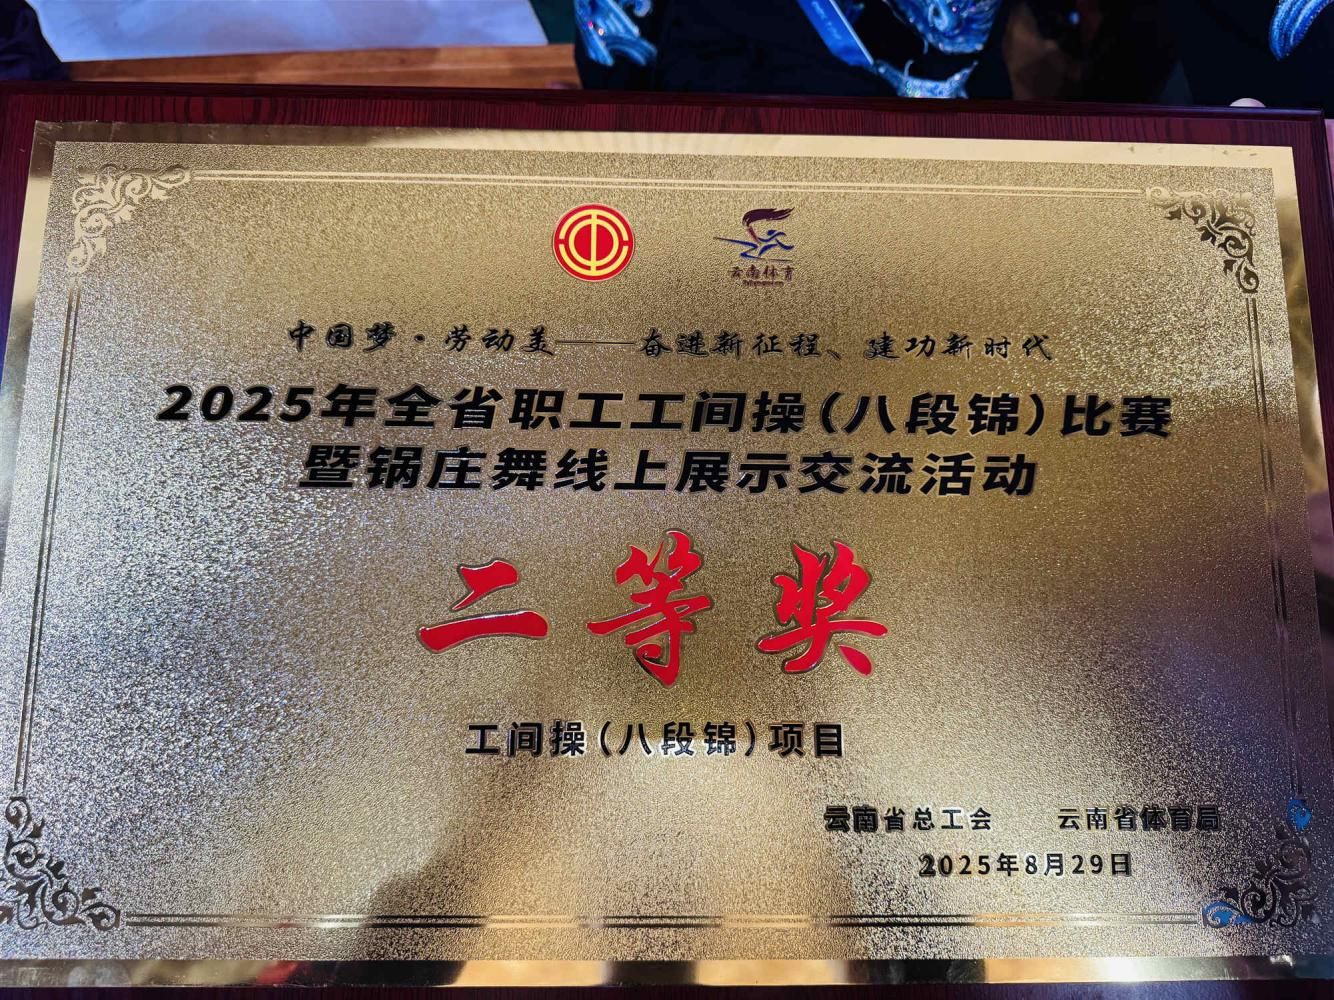 云南体育
中国梦·劳动美——奋进新征程、建功新时代
2025年全省职工工间操（八段锦）比赛
暨锅庄舞线上展示交流活动
二等奖
工间操（八段锦）项目
云南省总工会 云南省体育局
2025年8月29日